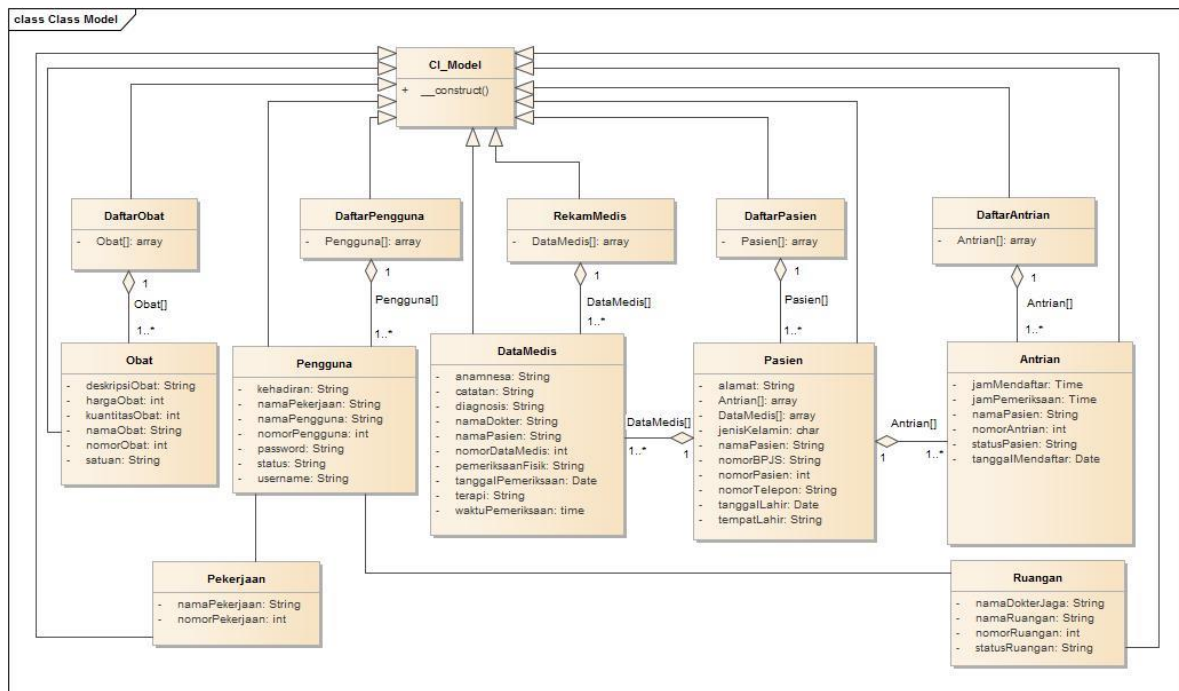 class Class Model
CI_Model
+ __construct()
DaftarObat
- Obat[]: array
DaftarPengguna
- Pengguna[]: array
RekamMedis
- DataMedis[]: array
DaftarPasien
- Pasien[]: array
DaftarAntrian
- Antrian[]: array
1
Obat[]
1..*
1
Pengguna[]
1..*
1
DataMedis[]
1..*
1
Pasien[]
1..*
1
Antrian[]
1..*
Obat
- deskripsiObat: String
- hargaObat: int
- kuantitasObat: int
- namaObat: String
- nomorObat: int
- satuan: String
Pengguna
- kehadiran: String
- namaPekerjaan: String
- namaPengguna: String
- nomorPengguna: int
- password: String
- status: String
- username: String
DataMedis
- anamnesa: String
- catatan: String
- diagnosis: String
- namaDokter: String
- namaPasien: String
- nomorDataMedis: int
- pemeriksaanFisik: String
- tanggalPemeriksaan: Date
- terapi: String
- waktuPemeriksaan: time
DataMedis[]
1..*
1
Pasien
- alamat: String
- Antrian[]: array
- DataMedis[]: array
- jenisKelamin: char
- namaPasien: String
- nomorBPJS: String
- nomorPasien: int
- nomorTelepon: String
- tanggalLahir: Date
- tempatLahir: String
Antrian[]
1
1..*
Antrian
- jamMendaftar: Time
- jamPemeriksaan: Time
- namaPasien: String
- nomorAntrian: int
- statusPasien: String
- tanggalMendaftar: Date
Pekerjaan
- namaPekerjaan: String
- nomorPekerjaan: int
Ruangan
- namaDokterJaga: String
- namaRuangan: String
- nomorRuangan: int
- statusRuangan: String